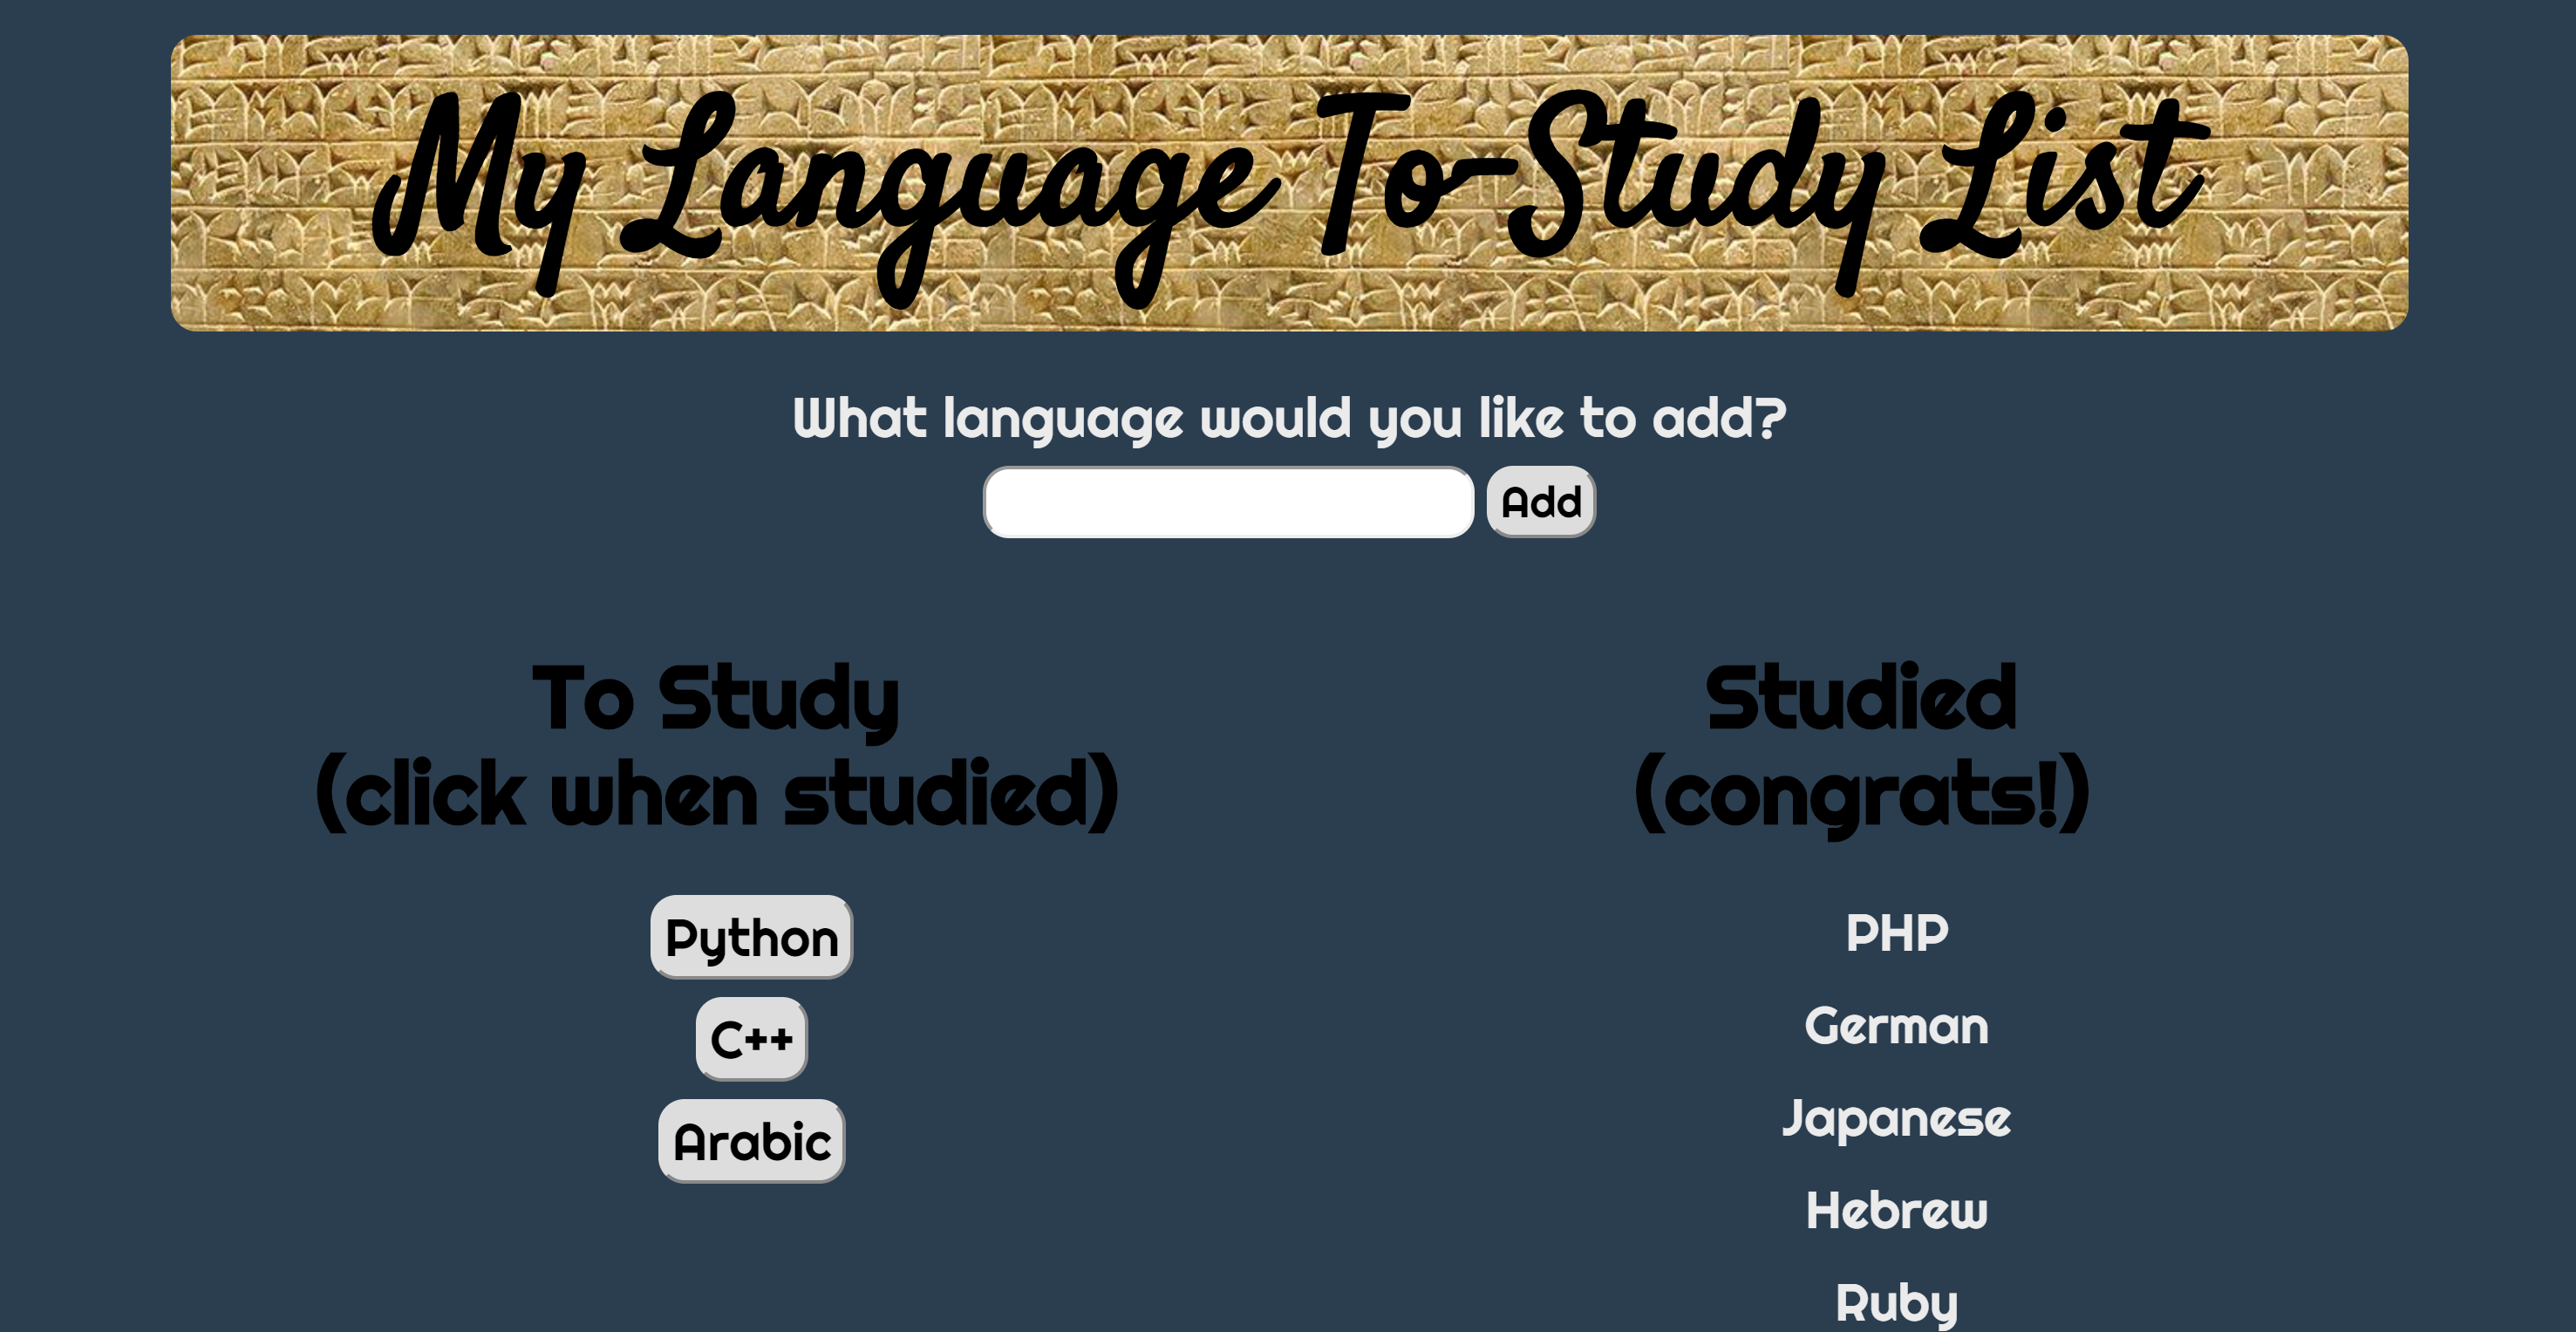 My Language To-Study List
What language would you like to add?
Add
To Study
(click when studied)
Python
C++
Arabic
Studied
(congrats!)
PHP
German
Japanese
Hebrew
Ruby